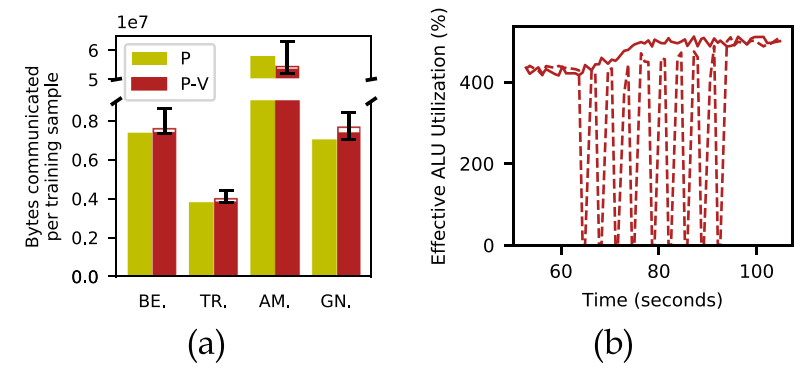 1e7
Bytes communicated
per training sample
6
5
0.8
0.6
0.4
0.2
0.0
P
P-V
BE.
TR.
AM.
GN.
(a)
Effective ALU Utilization (%)
400
200
0
60
80
100
Time (seconds)
(b)